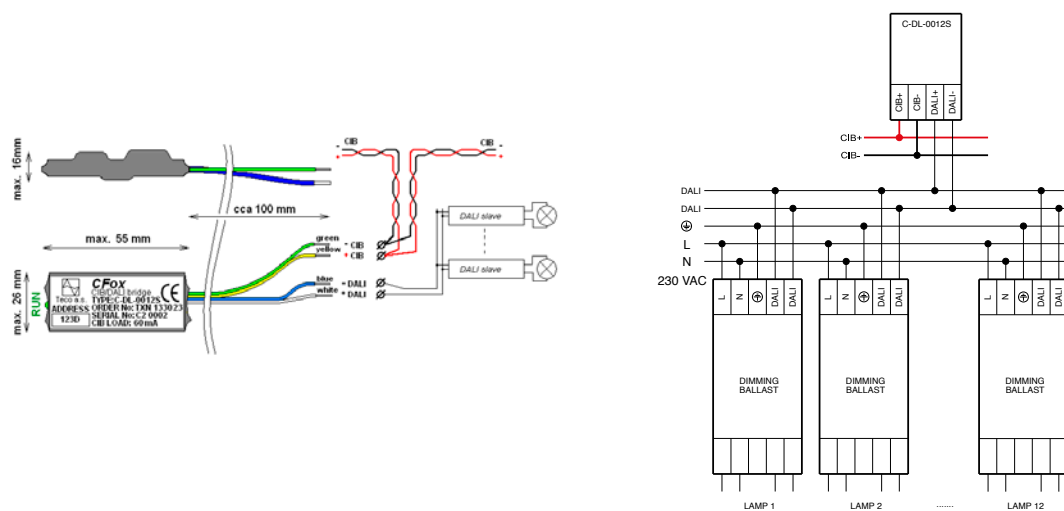 max. 16mm
cca 100 mm
max. 55 mm
max. 26 mm
RUN
CFox
CIB/DALI bridge
Teco a.s. TYPE:C-DL-0012S
ADDRESS ORDER No: TXN 133023
SERIAL No: C2 0002
123D
CIB LOAD: 60mA
CE
green
yellow
blue
white
- CIB
+ CIB
- DALI
+ DALI
- CIB
+
CIB -
+
DALI slave
DALI slave
C-DL-0012S
CIB+
CIB-
DALI+
DALI-
CIB+
CIB-
DALI
DALI
L
N
230 VAC
L
N
DALI
DALI
L
N
DALI
DALI
L
N
DALI
DALI
DIMMING
BALLAST
DIMMING
BALLAST
DIMMING
BALLAST
LAMP 1
LAMP 2
........
LAMP 12